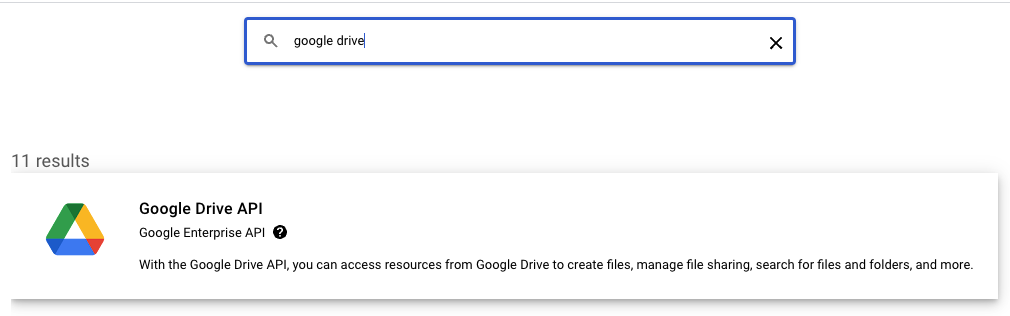 google drive
11 results
Google Drive API
Google Enterprise API ?
With the Google Drive API, you can access resources from Google Drive to create files, manage file sharing, search for files and folders, and more.